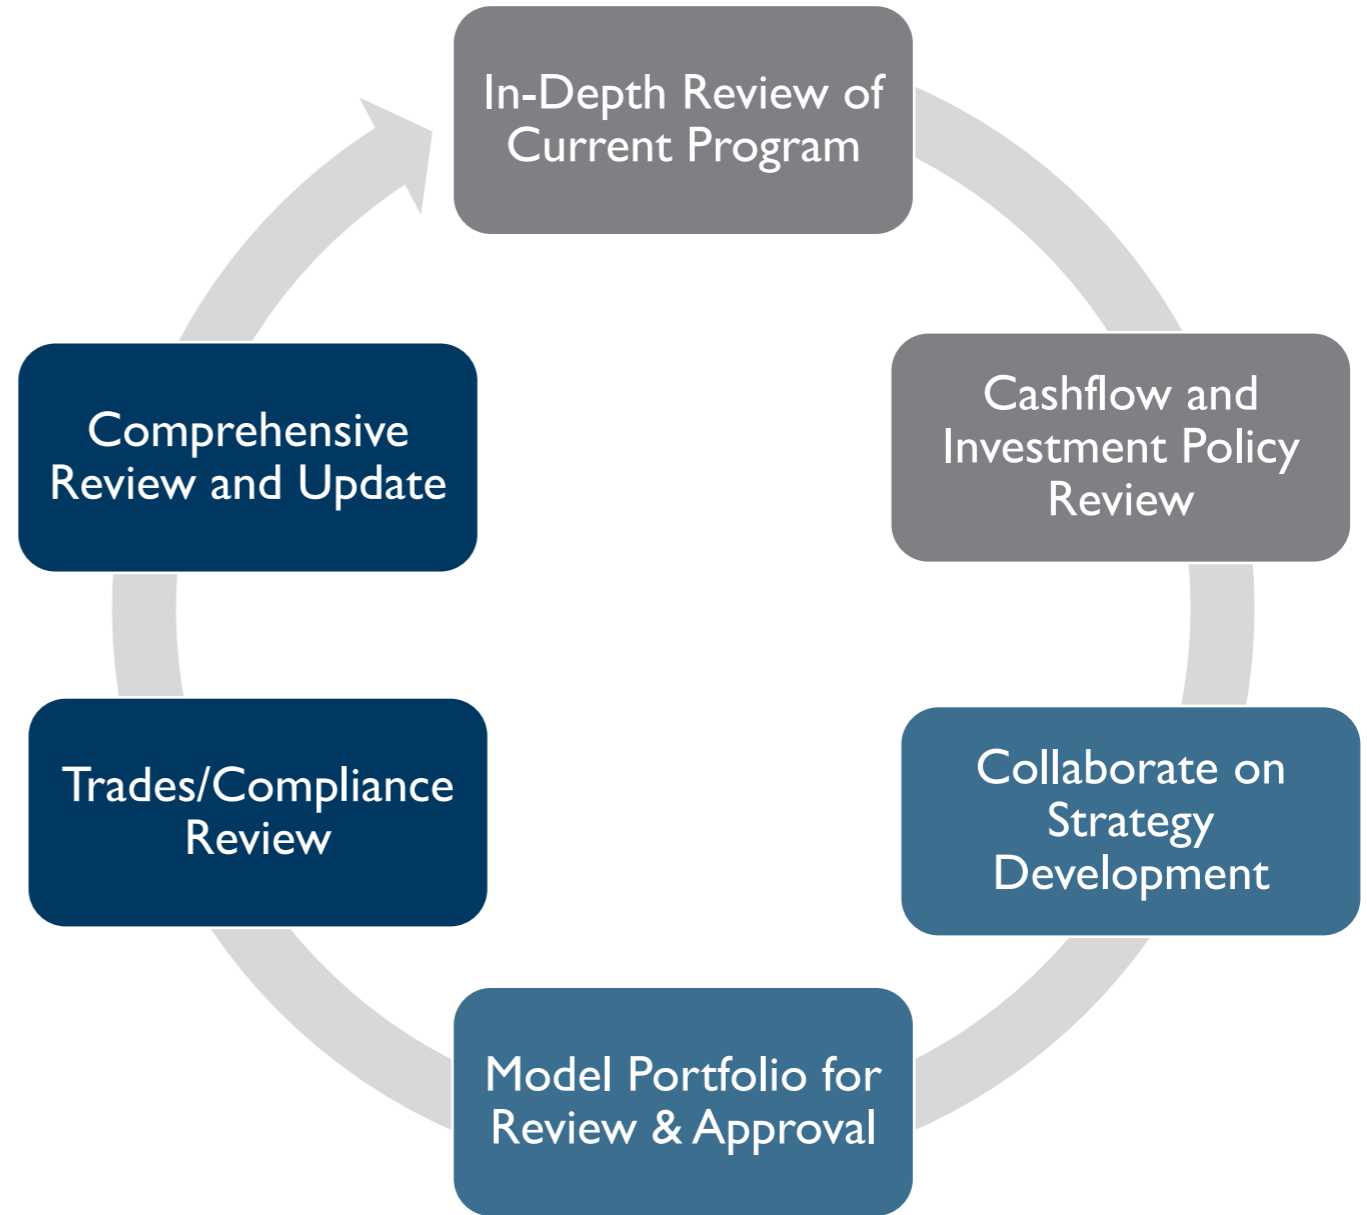 In-Depth Review of
Current Program
Cashflow and
Investment Policy
Review
Collaborate on
Strategy
Development
Model Portfolio for
Review & Approval
Trades/Compliance
Review
Comprehensive
Review and Update